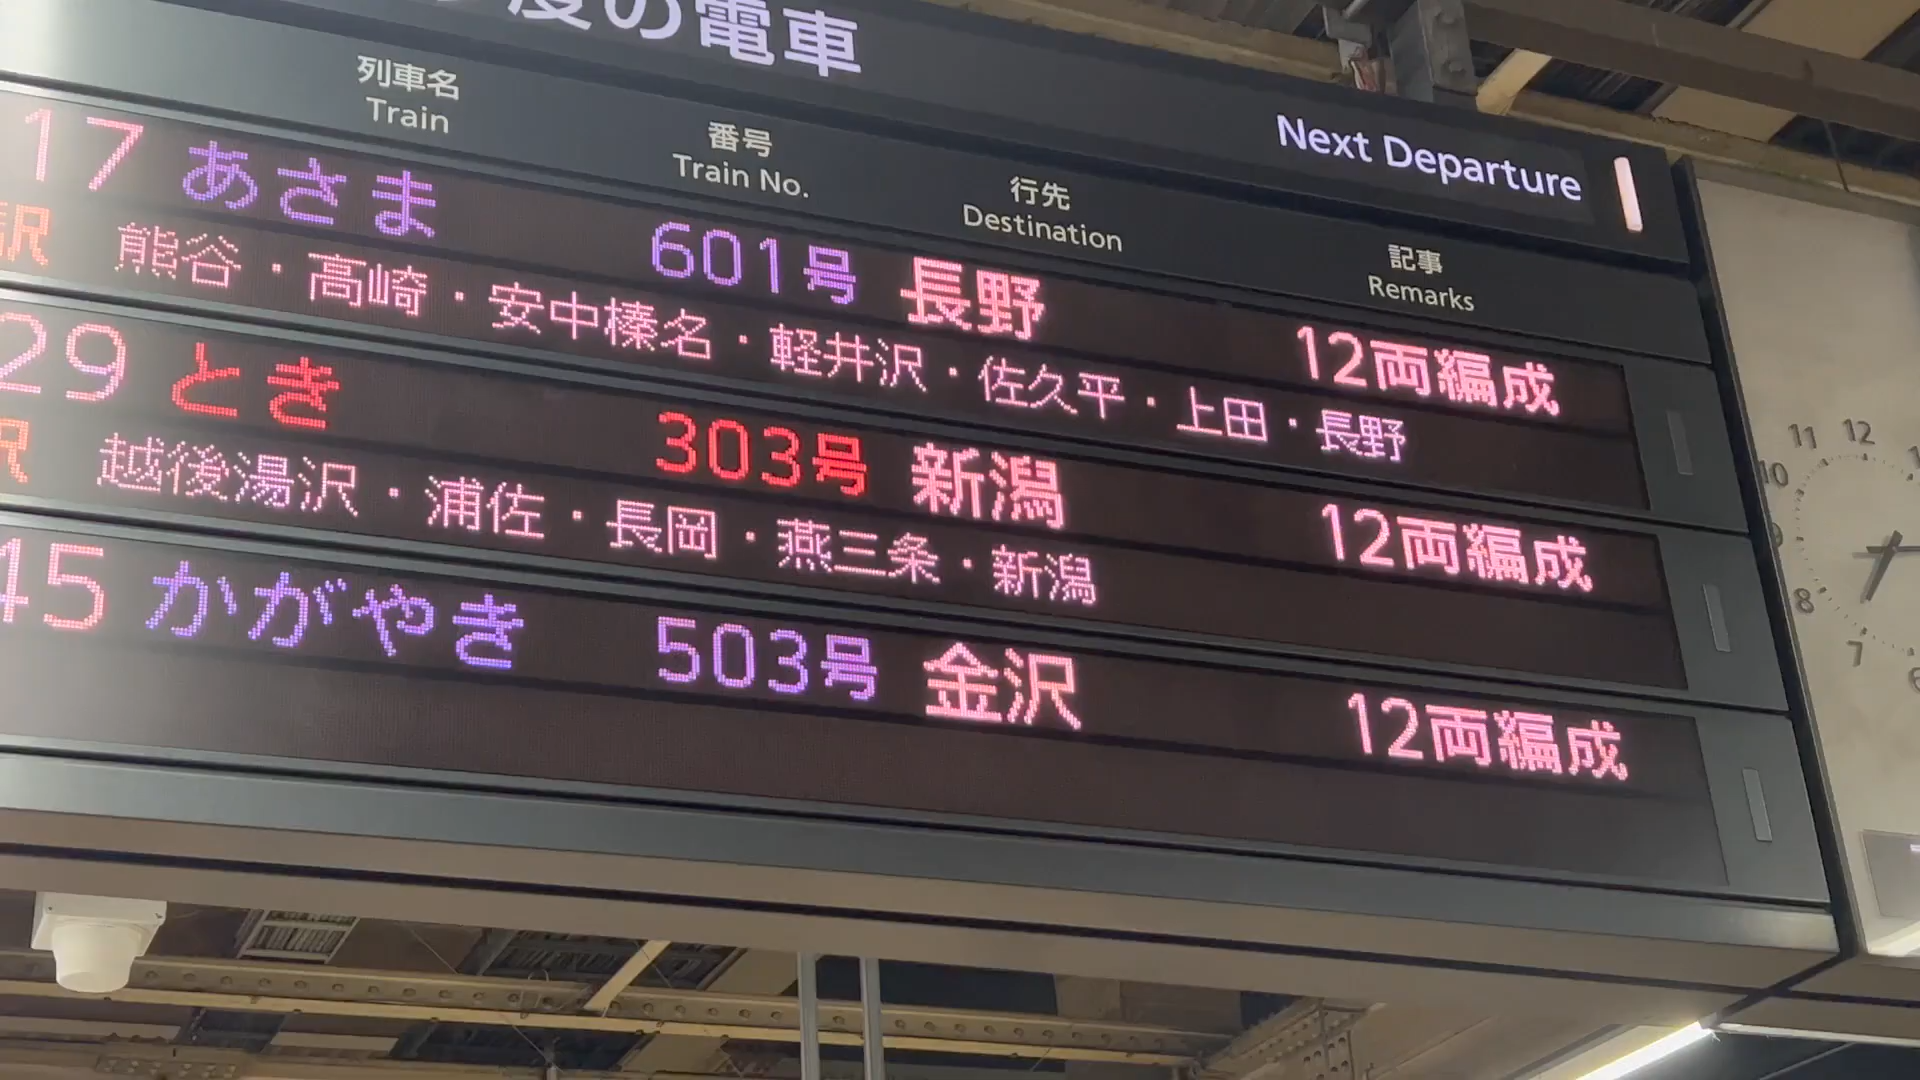 度の電車
Next Departure
列車名 番号 行先 記事
Train Train No. Destination Remarks
17 あさま 601号 長野 12両編成
駅 熊谷・高崎・安中榛名・軽井沢・佐久平・上田・長野
29 とき 303号 新潟 12両編成
駅 越後湯沢・浦佐・長岡・燕三条・新潟 
45 かがやき 503号 金沢 12両編成
10 11 12
8 7